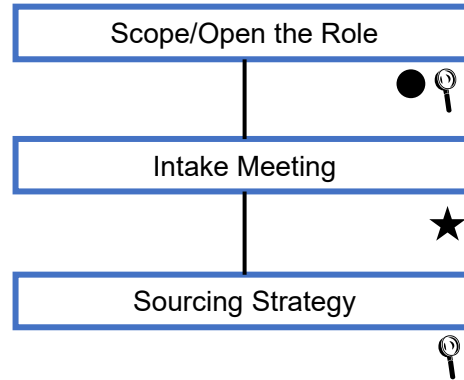 Scope/Open the Role
Intake Meeting
Sourcing Strategy